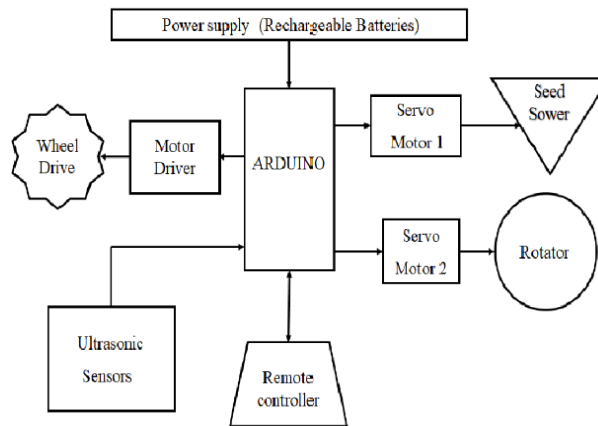 Power supply (Rechargeable Batteries)
Seed
Sower
Servo
Motor 1
Wheel
Drive
Motor
Driver
ARDUINO
Servo
Motor 2
Rotator
Ultrasonic
Sensors
Remote
controller